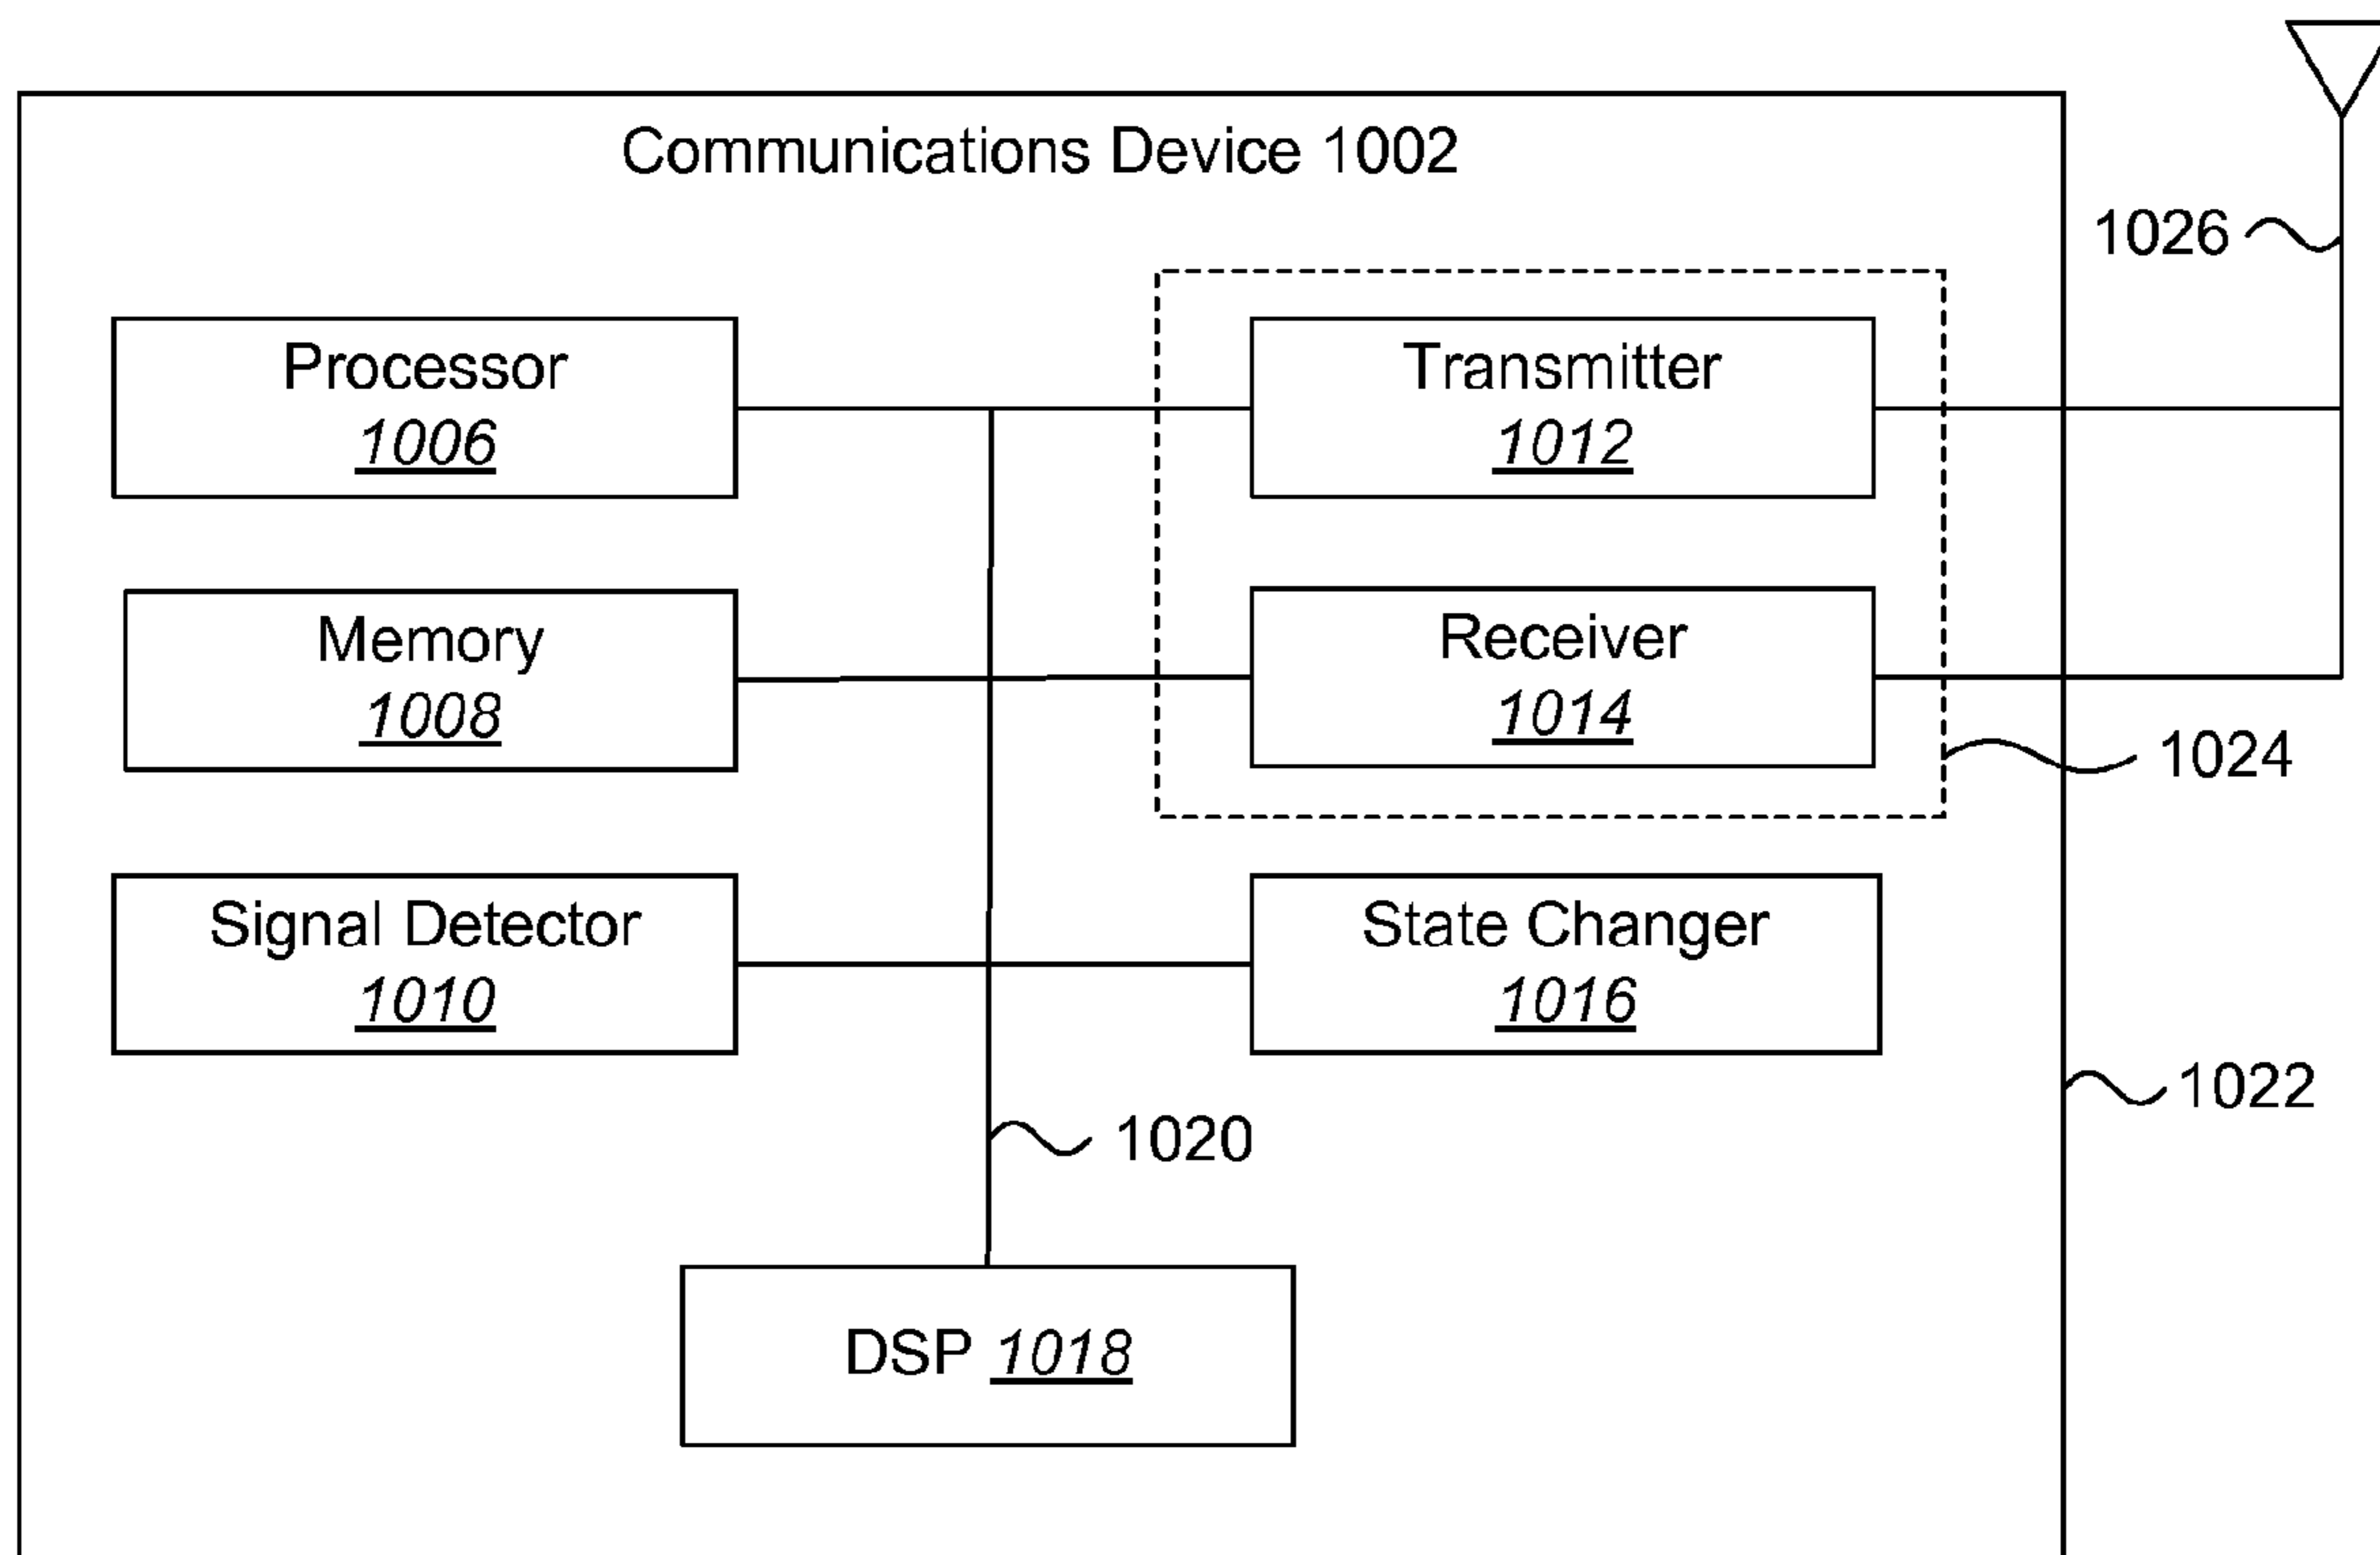 Communications Device 1002
1026
Processor
1006
Transmitter
1012
Memory
1008
Receiver
1014
1024
Signal Detector
1010
State Changer
1016
1022
1020
DSP 1018